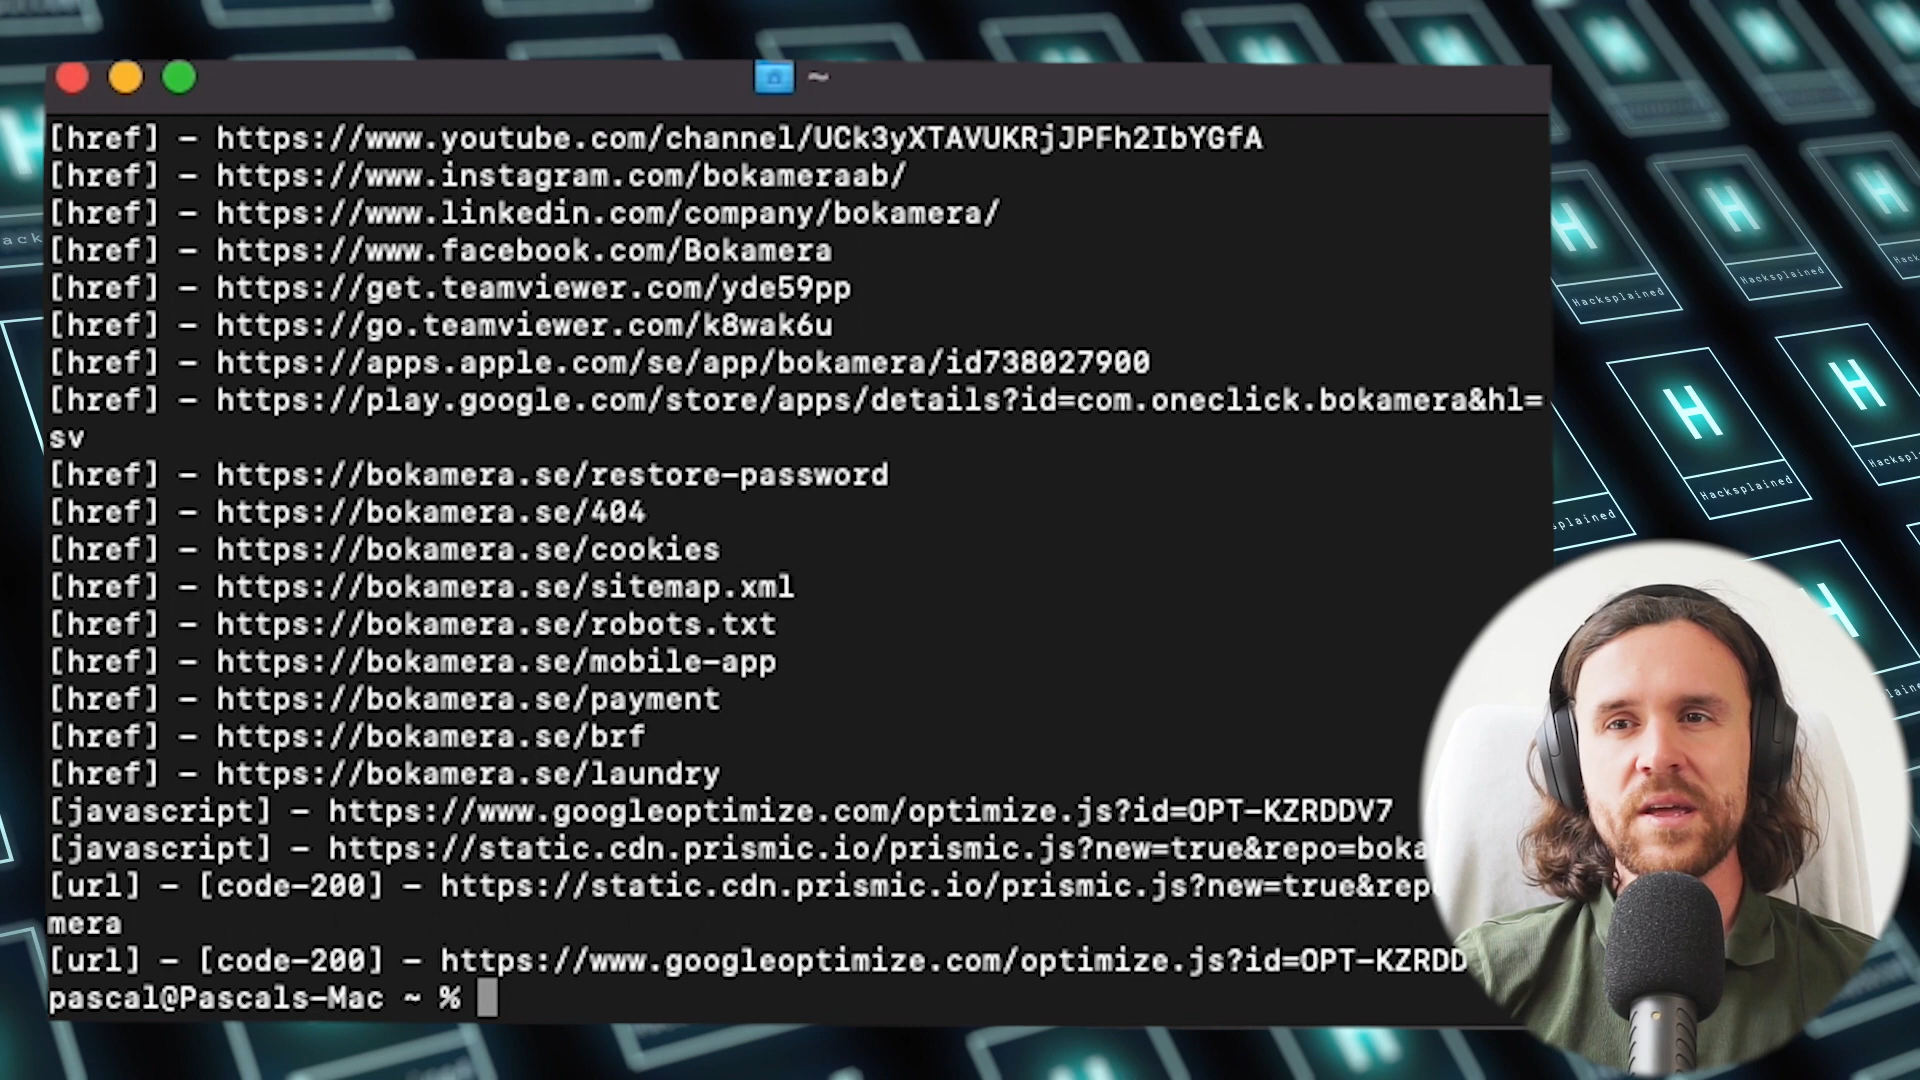 ~
[href] - https://www.youtube.com/channel/UCk3yXTAVUKRjJPFh2IbYGfA
[href] - https://www.instagram.com/bokameraab/
[href] - https://www.linkedin.com/company/bokamera/
[href] - https://www.facebook.com/Bokamera
[href] - https://get.teamviewer.com/yde59pp
[href] - https://go.teamviewer.com/k8wak6u
[href] - https://apps.apple.com/se/app/bokamera/id738027900
[href] - https://play.google.com/store/apps/details?id=com.oneclick.bokamera&hl=
sv
[href] - https://bokamera.se/restore-password
[href] - https://bokamera.se/404
[href] - https://bokamera.se/cookies
[href] - https://bokamera.se/sitemap.xml
[href] - https://bokamera.se/robots.txt
[href] - https://bokamera.se/mobile-app
[href] - https://bokamera.se/payment
[href] - https://bokamera.se/brf
[href] - https://bokamera.se/laundry
[javascript] - https://www.googleoptimize.com/optimize.js?id=OPT-KZRDDV7
[javascript] - https://static.cdn.prismic.io/prismic.js?new=true&repo=boka
[url] - [code-200] - https://static.cdn.prismic.io/prismic.js?new=true&rep
mera
[url] - [code-200] - https://www.googleoptimize.com/optimize.js?id=OPT-KZRDD
pascal@Pascals-Mac ~ %
H
Hacksplained
H
Hacksplained
H
Hacksplained
H